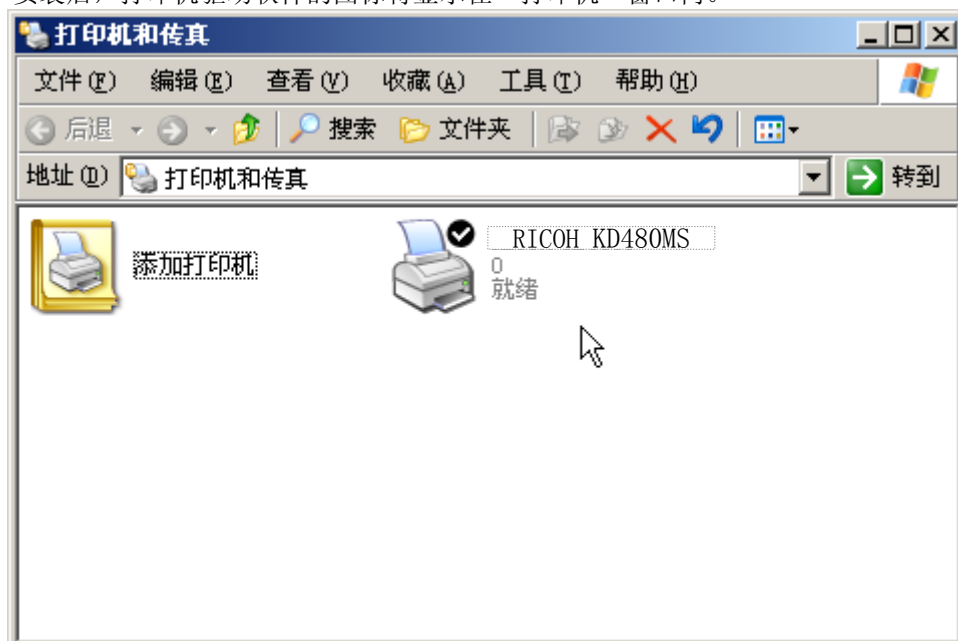 打印机和传真
文件(F) 编辑(E) 查看(V) 收藏(A) 工具(T) 帮助(H)
后退 搜索 文件夹
地址(D) 打印机和传真 转到
添加打印机
RICOH KD480MS
0
就绪